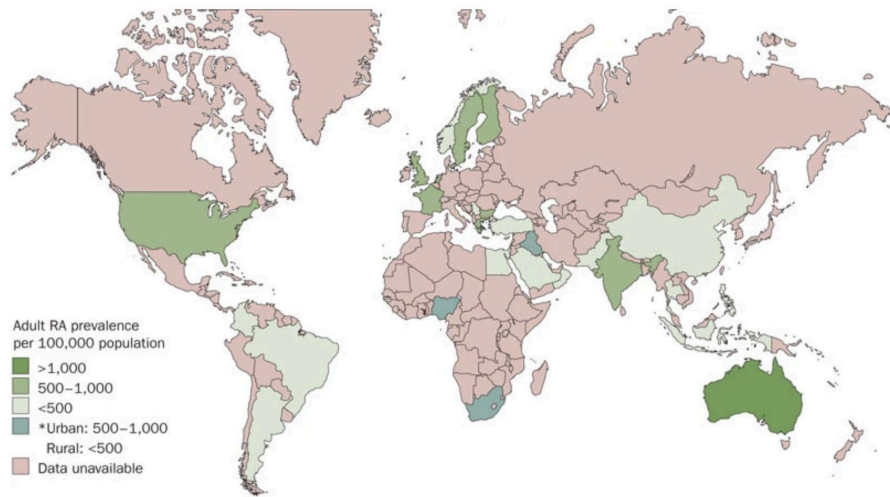 Adult RA prevalence
per 100,000 population
>1,000
500–1,000
<500
*Urban: 500–1,000
Rural: <500
Data unavailable